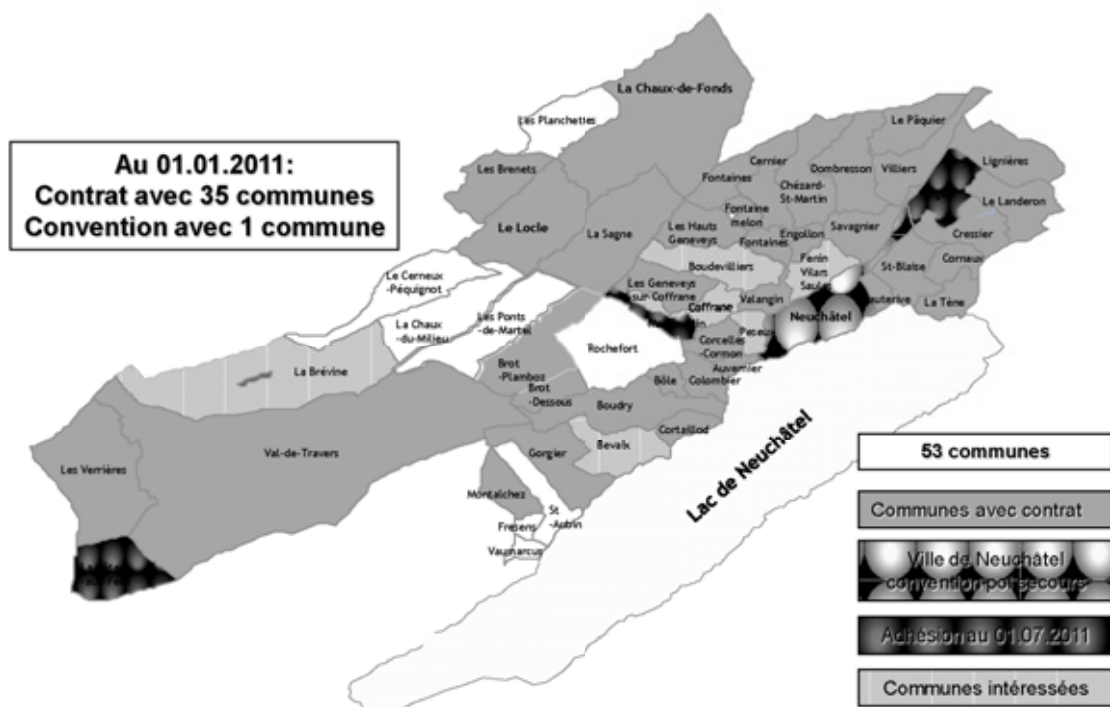 Au 01.01.2011:
Contrat avec 35 communes
Convention avec 1 commune
La Chaux-de-Fonds
Les Planchettes
Les Brenets
Le Locle
La Sagne
Le Pâquier
Cernier
Dombresson
Villiers
Lignières
Fontaines
Chézard-
St-Martin
Le Landeron
Fontaine
melon
Les Hauts
Geneveys
Fontaines
Engollon
Savagnier
Cressier
Boudevilliers
Fenin
Vilars
Saules
St-Blaise
Cornaux
Le Cerneux
-Péquignot
Les Geneveys
-sur-Coffrane
Coffrane
Valangin
Neuchâtel
La Tène
La Chaux
-du-Milieu
Les Ponts
-de-Martel
Rochefort
Peseux
Corcelles
-Cormon
Auvernier
La Brévine
Brot
-Plamboz
Brot
-Dessous
Bôle
Colombier
Boudry
Cortaillod
Bevaix
Gorgier
Val-de-Travers
Les Verrières
Montalchez
St
-Aubin
Fresens
Vaumarcus
Lac de Neuchâtel
53 communes
Communes avec contrat
Ville de Neuchâtel
convention pol secours
Adhésion au 01.07.2011
Communes intéressées